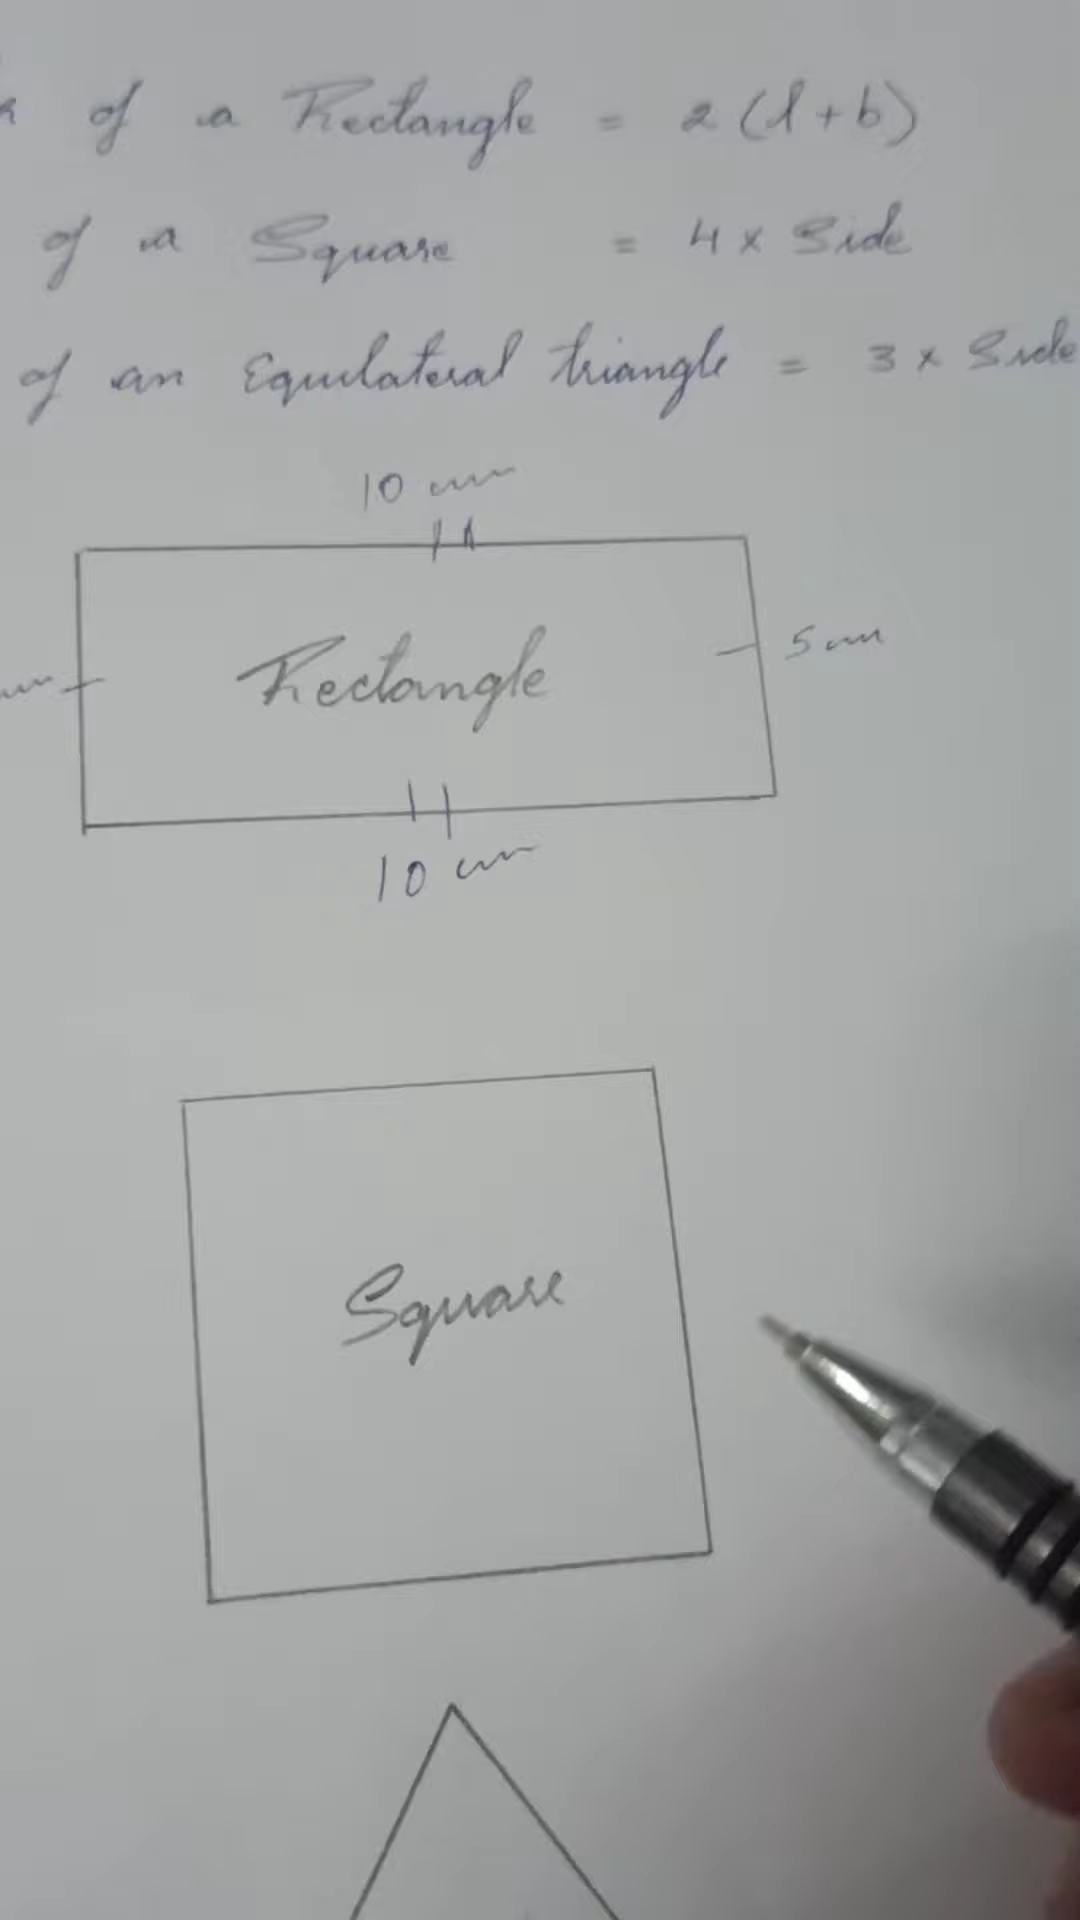 of a Rectangle = 2 (l+b)
of a Square = 4 x Side
of an Equilateral triangle = 3 x Side
10 cm
Rectangle
5 cm
10 cm
Square